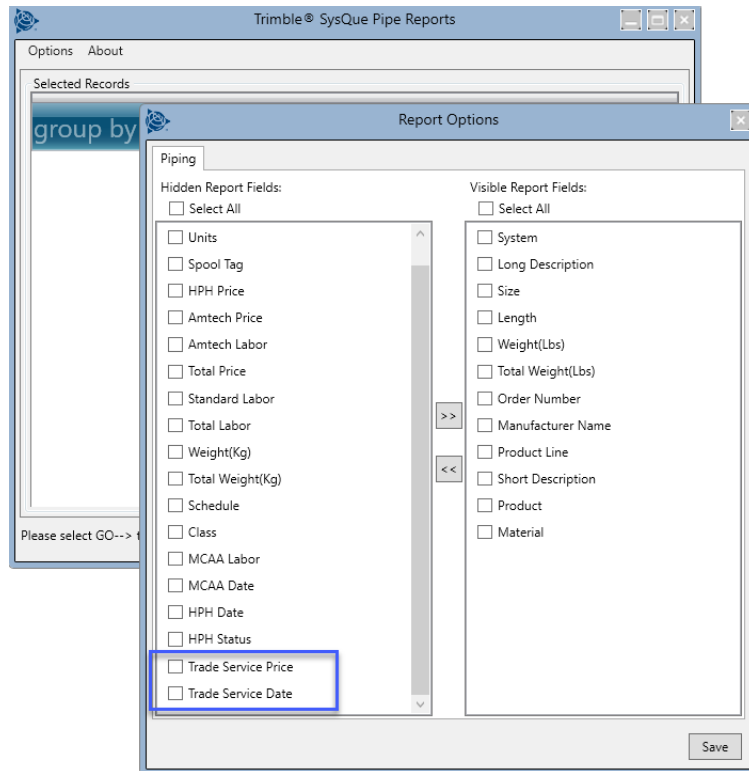 Trimble® SysQue Pipe Reports
Options About
Selected Records
group by
Report Options
Piping
Hidden Report Fields:
Select All
Units
Spool Tag
HPH Price
Amtech Price
Amtech Labor
Total Price
Standard Labor
Total Labor
Weight(Kg)
Total Weight(Kg)
Schedule
Class
MCAA Labor
MCAA Date
HPH Date
HPH Status
Trade Service Price
Trade Service Date
>>
<<
Visible Report Fields:
Select All
System
Long Description
Size
Length
Weight(Lbs)
Total Weight(Lbs)
Order Number
Manufacturer Name
Product Line
Short Description
Product
Material
Please select GO-->
Save